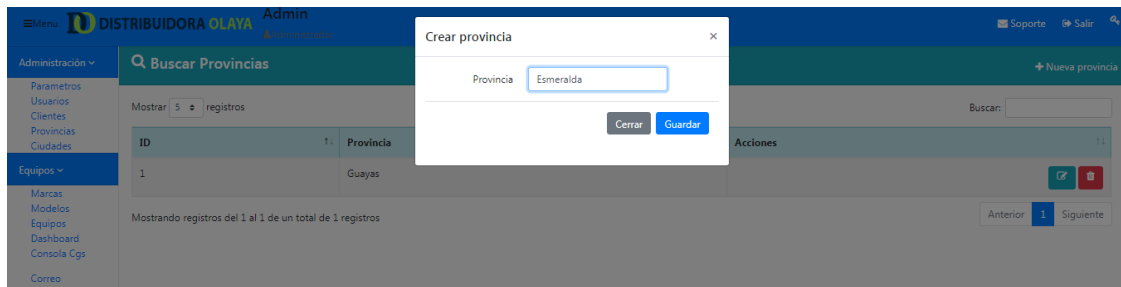 Menu DISTRIBUIDORA OLAYA
Admin
Soporte Salir
Crear provincia ×
Provincia Esmeralda
Cerrar Guardar
Administración
Parametros
Usuarios
Clientes
Provincias
Ciudades
Equipos
Marcas
Modelos
Equipos
Dashboard
Consola Cgs
Correo
Buscar Provincias
+ Nueva provincia
Mostrar 5 registros
Buscar:
ID Provincia Acciones
1 Guayas
Mostrando registros del 1 al 1 de un total de 1 registros
Anterior 1 Siguiente